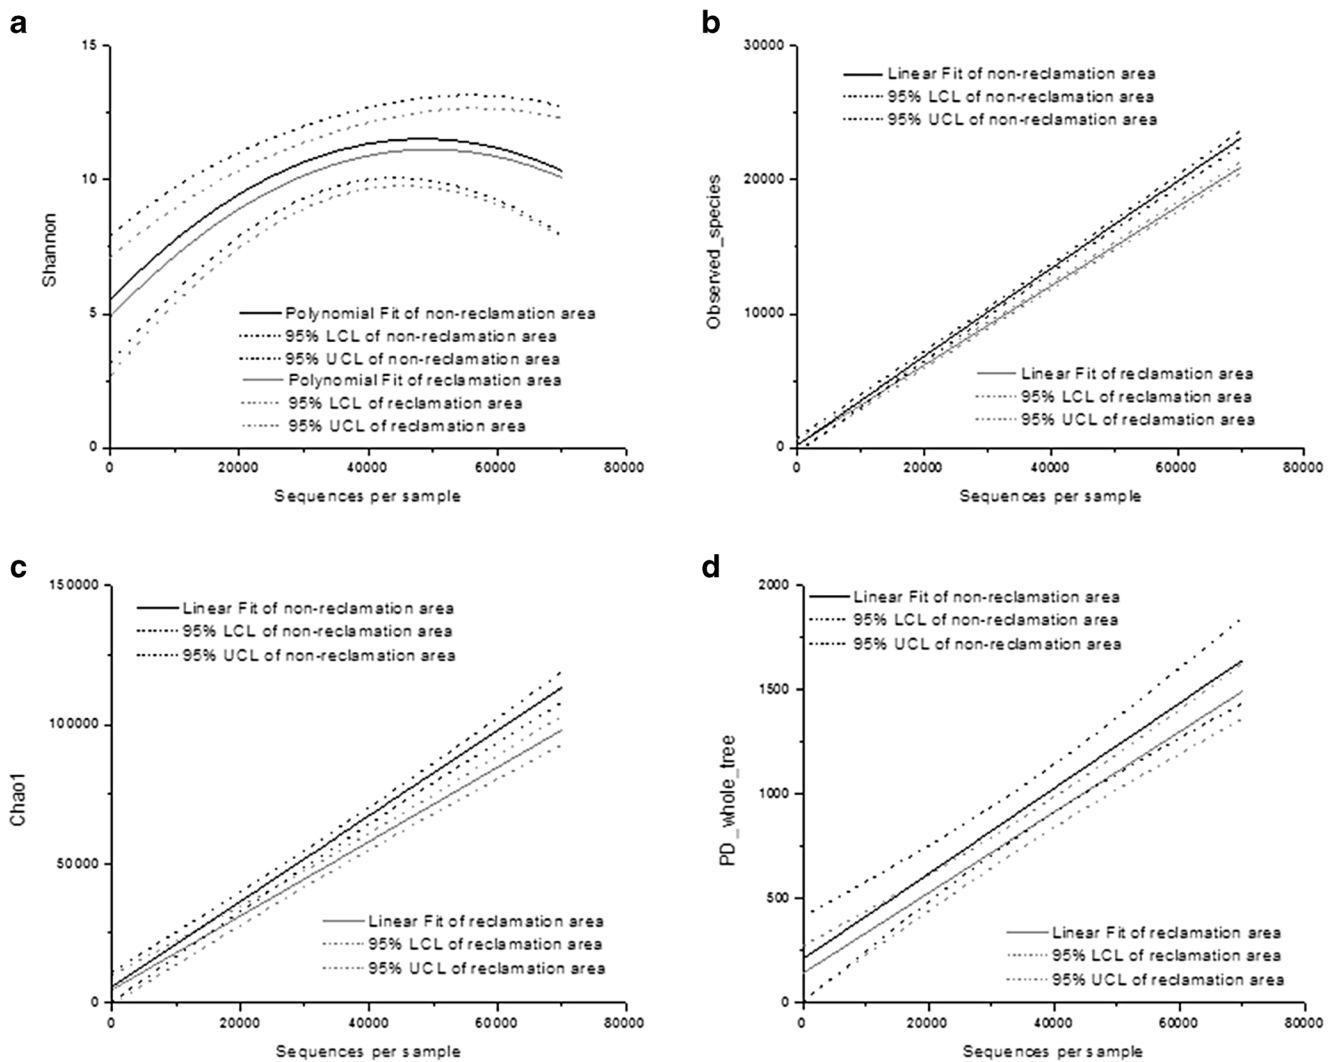 a
15
10
5
0
Shannon
Polynomial Fit of non-reclamation area
95% LCL of non-reclamation area
95% UCL of non-reclamation area
Polynomial Fit of reclamation area
95% LCL of reclamation area
95% UCL of reclamation area
0 20000 40000 60000 80000
Sequences per sample
b
30000
20000
10000
0
Observed_species
Linear Fit of non-reclamation area
95% LCL of non-reclamation area
95% UCL of non-reclamation area
Linear Fit of reclamation area
95% LCL of reclamation area
95% UCL of reclamation area
0 20000 40000 60000 80000
Sequences per sample
c
150000
100000
50000
0
Chao1
Linear Fit of non-reclamation area
95% LCL of non-reclamation area
95% UCL of non-reclamation area
Linear Fit of reclamation area
95% LCL of reclamation area
95% UCL of reclamation area
0 20000 40000 60000 80000
Sequences per sample
d
2000
1500
1000
500
0
PD_whole_tree
Linear Fit of non-reclamation area
95% LCL of non-reclamation area
95% UCL of non-reclamation area
Linear Fit of reclamation area
95% LCL of reclamation area
95% UCL of reclamation area
0 20000 40000 60000 80000
Sequences per sample